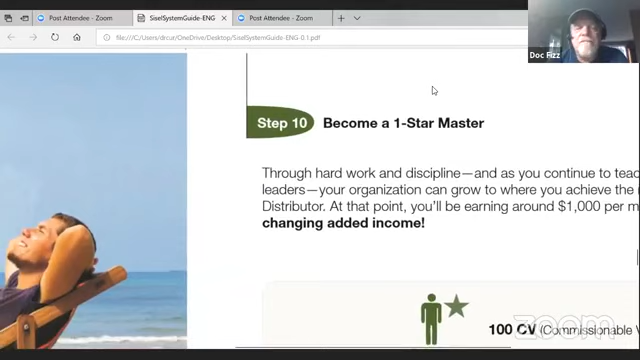 Post Attendee - Zoom
SiselSystemGuide-ENG
Post Attendee - Zoom
file:///C:/Users/drcur/OneDrive/Desktop/SiselSystemGuide-ENG-0.1.pdf
Doc Fizz
Step 10
Become a 1-Star Master
Through hard work and discipline—and as you continue to teac
leaders—your organization can grow to where you achieve the
Distributor. At that point, you'll be earning around $1,000 per m
changing added income!
100 CV (Commissionable V
zoom